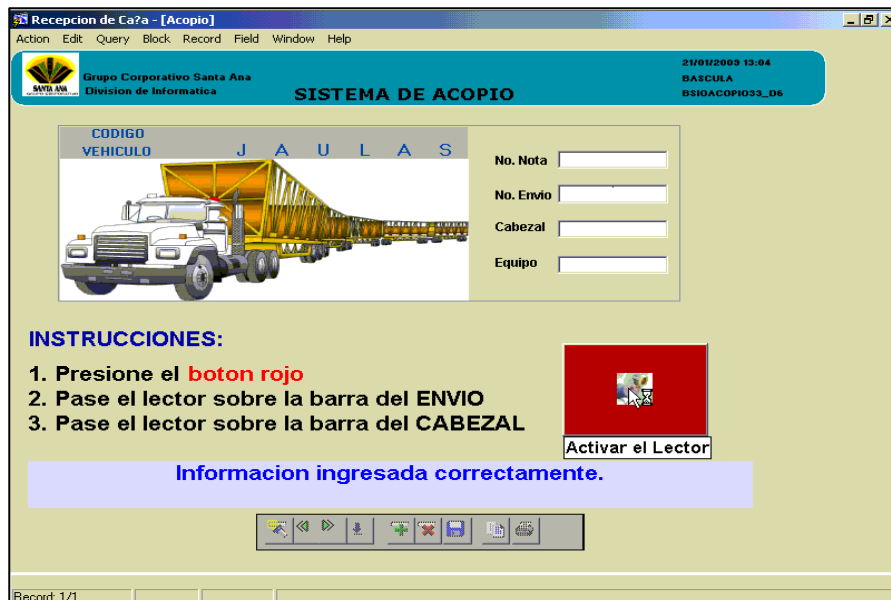 Recepcion de Ca?a - [Acopio]
Action Edit Query Block Record Field Window Help
SANTA ANA
Grupo Corporativo Santa Ana
Division de Informatica
SISTEMA DE ACOPIO
21/01/2003 13:04
BASCULA
BSIOACOPIO33_D6
CODIGO
VEHICULO
J A U L A S
No. Nota
No. Envio
Cabezal
Equipo
INSTRUCCIONES:
1. Presione el boton rojo
2. Pase el lector sobre la barra del ENVIO
3. Pase el lector sobre la barra del CABEZAL
Activar el Lector
Informacion ingresada correctamente.
Record: 1/1